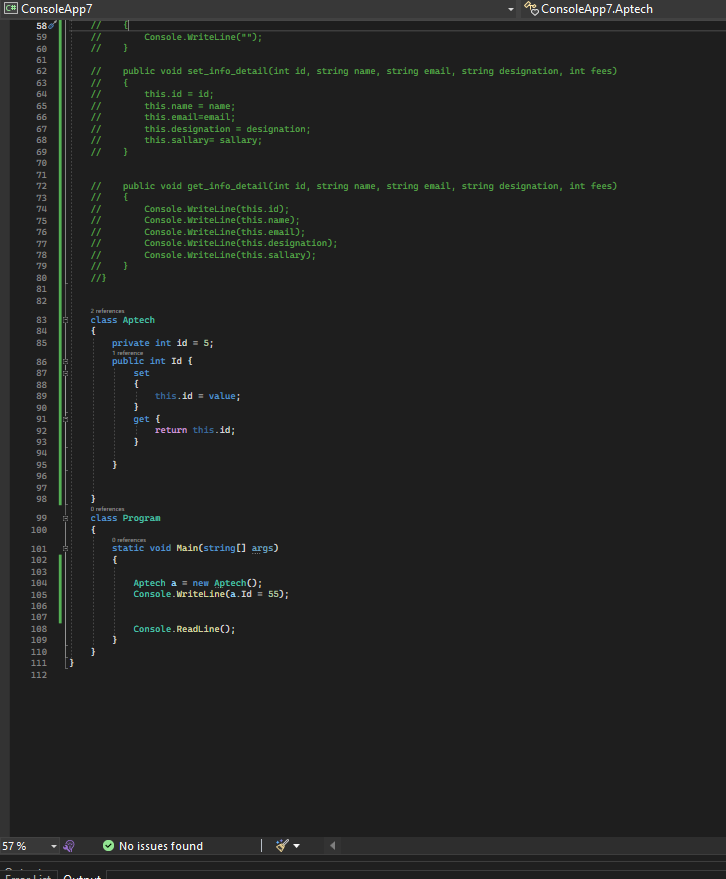 C# ConsoleApp7 ConsoleApp7.Aptech
58 // {
59 // Console.WriteLine("");
60 // }
61
62 // public void set_info_detail(int id, string name, string email, string designation, int fees)
63 // {
64 // this.id = id;
65 // this.name = name;
66 // this.email=email;
67 // this.designation = designation;
68 // this.sallary= sallary;
69 // }
70
71
72 // public void get_info_detail(int id, string name, string email, string designation, int fees)
73 // {
74 // Console.WriteLine(this.id);
75 // Console.WriteLine(this.name);
76 // Console.WriteLine(this.email);
77 // Console.WriteLine(this.designation);
78 // Console.WriteLine(this.sallary);
79 // }
80 //}
81
82
2 references
83 class Aptech
84 {
85 private int id = 5;
1 reference
86 public int Id {
87 set
88 {
89 this.id = value;
90 }
91 get {
92 return this.id;
93 }
94
95 }
96
97
98 }
0 references
99 class Program
100 {
0 references
101 static void Main(string[] args)
102 {
103
104 Aptech a = new Aptech();
105 Console.WriteLine(a.Id = 55);
106
107
108 Console.ReadLine();
109 }
110 }
111 }
112
57 % No issues found
Error List Output